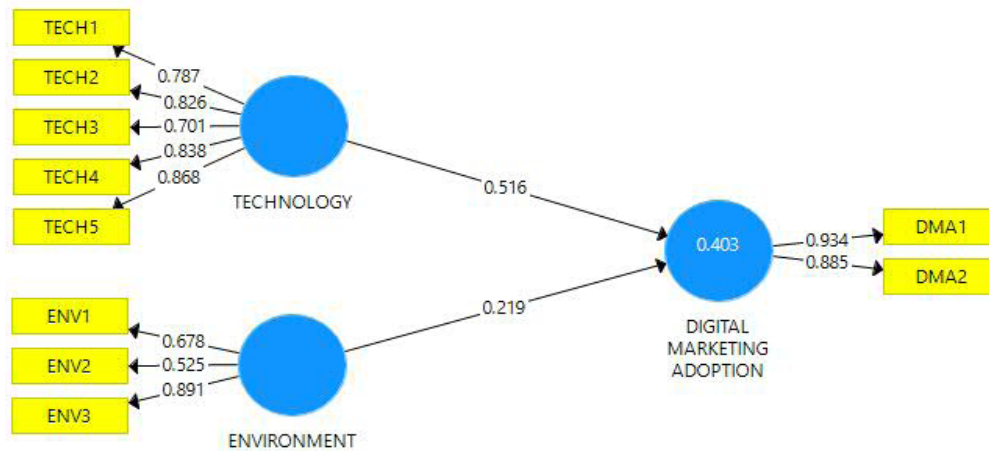 TECH1
0.787
TECH2
0.826
TECH3
0.701
TECH4
0.838
0.868
TECH5
TECHNOLOGY
0.516
0.403
0.934
DMA1
0.885
DMA2
DIGITAL
MARKETING
ADOPTION
0.219
ENV1
0.678
ENV2
0.525
0.891
ENV3
ENVIRONMENT